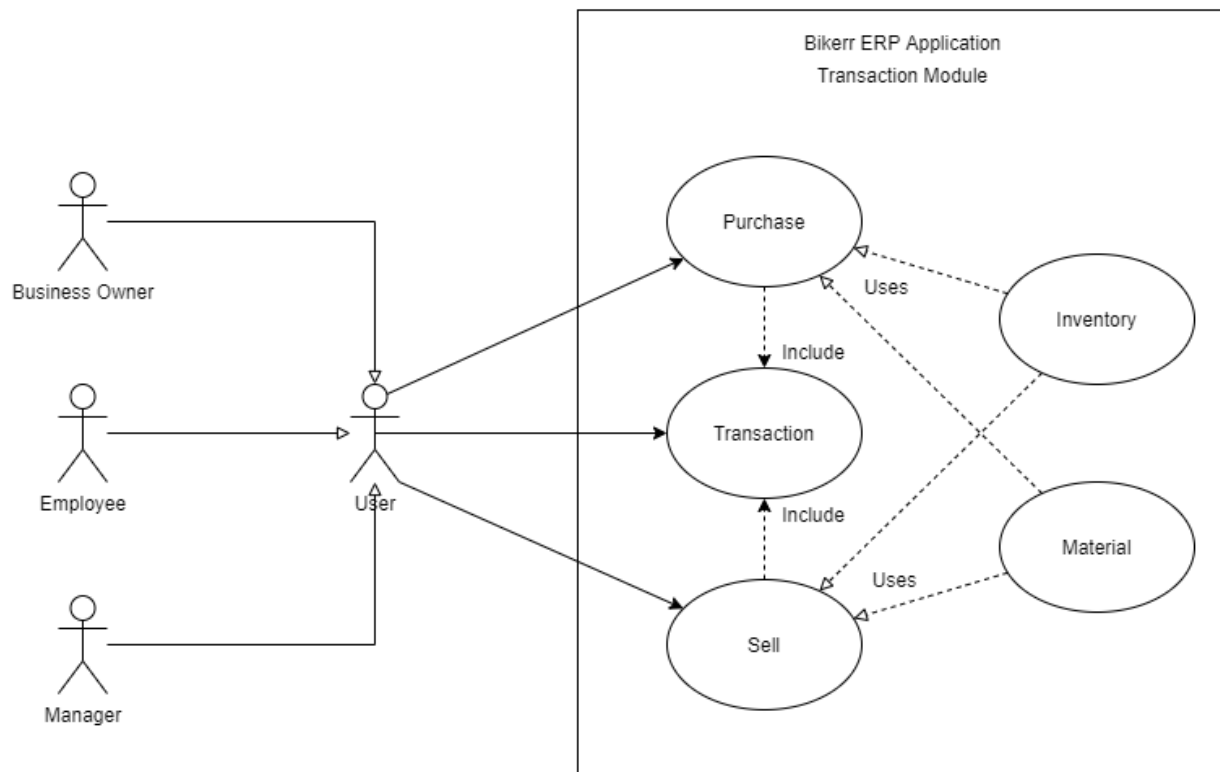 Bikerr ERP Application
Transaction Module
Purchase
Business Owner
Uses
Inventory
Include
Transaction
Employee
User
Include
Material
Uses
Sell
Manager